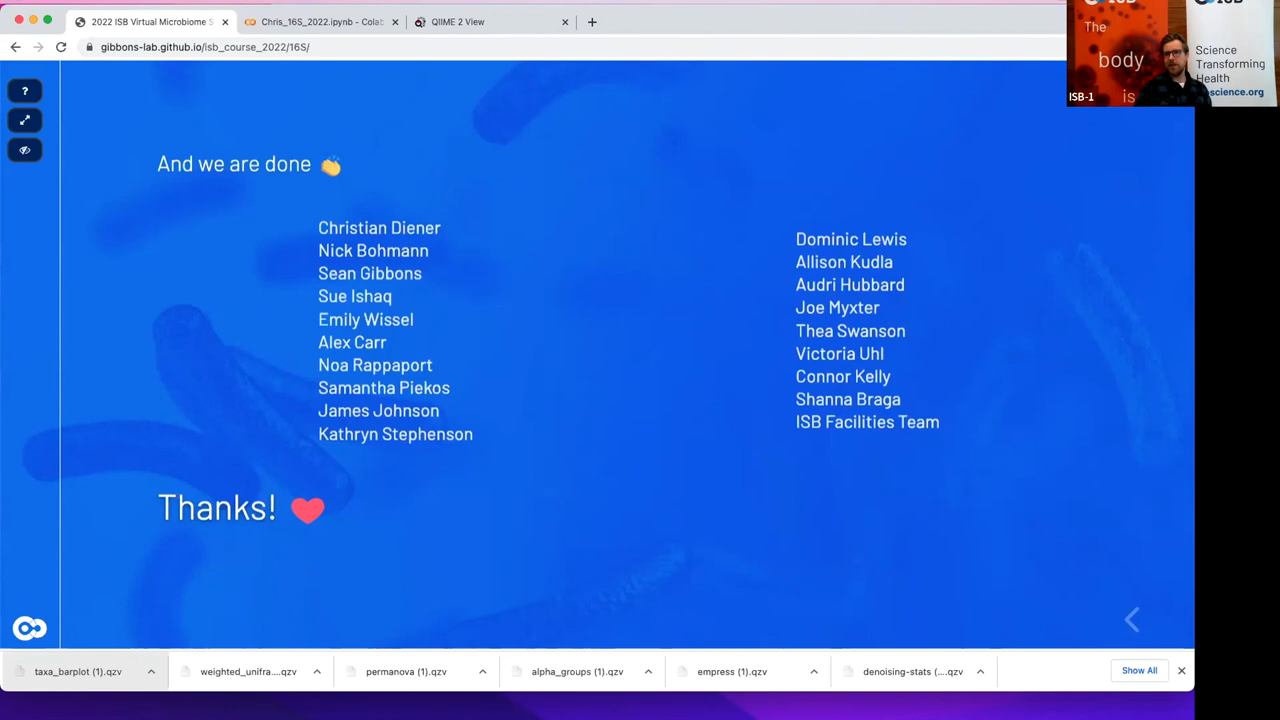 2022 ISB Virtual Microbiome S
Chris_16S_2022.ipynb - Colab
QIIME 2 View
gibbons-lab.github.io/isb_course_2022/16S/
The
body
is
Science
Transforming
Health
science.org
ISB-1
?
And we are done 👏
Christian Diener
Nick Bohmann
Sean Gibbons
Sue Ishaq
Emily Wissel
Alex Carr
Noa Rappaport
Samantha Piekos
James Johnson
Kathryn Stephenson
Dominic Lewis
Allison Kudla
Audri Hubbard
Joe Myxter
Thea Swanson
Victoria Uhl
Connor Kelly
Shanna Braga
ISB Facilities Team
Thanks! ❤️
taxa_barplot (1).qzv
weighted_unifra....qzv
permanova (1).qzv
alpha_groups (1).qzv
empress (1).qzv
denoising-stats (....qzv
Show All